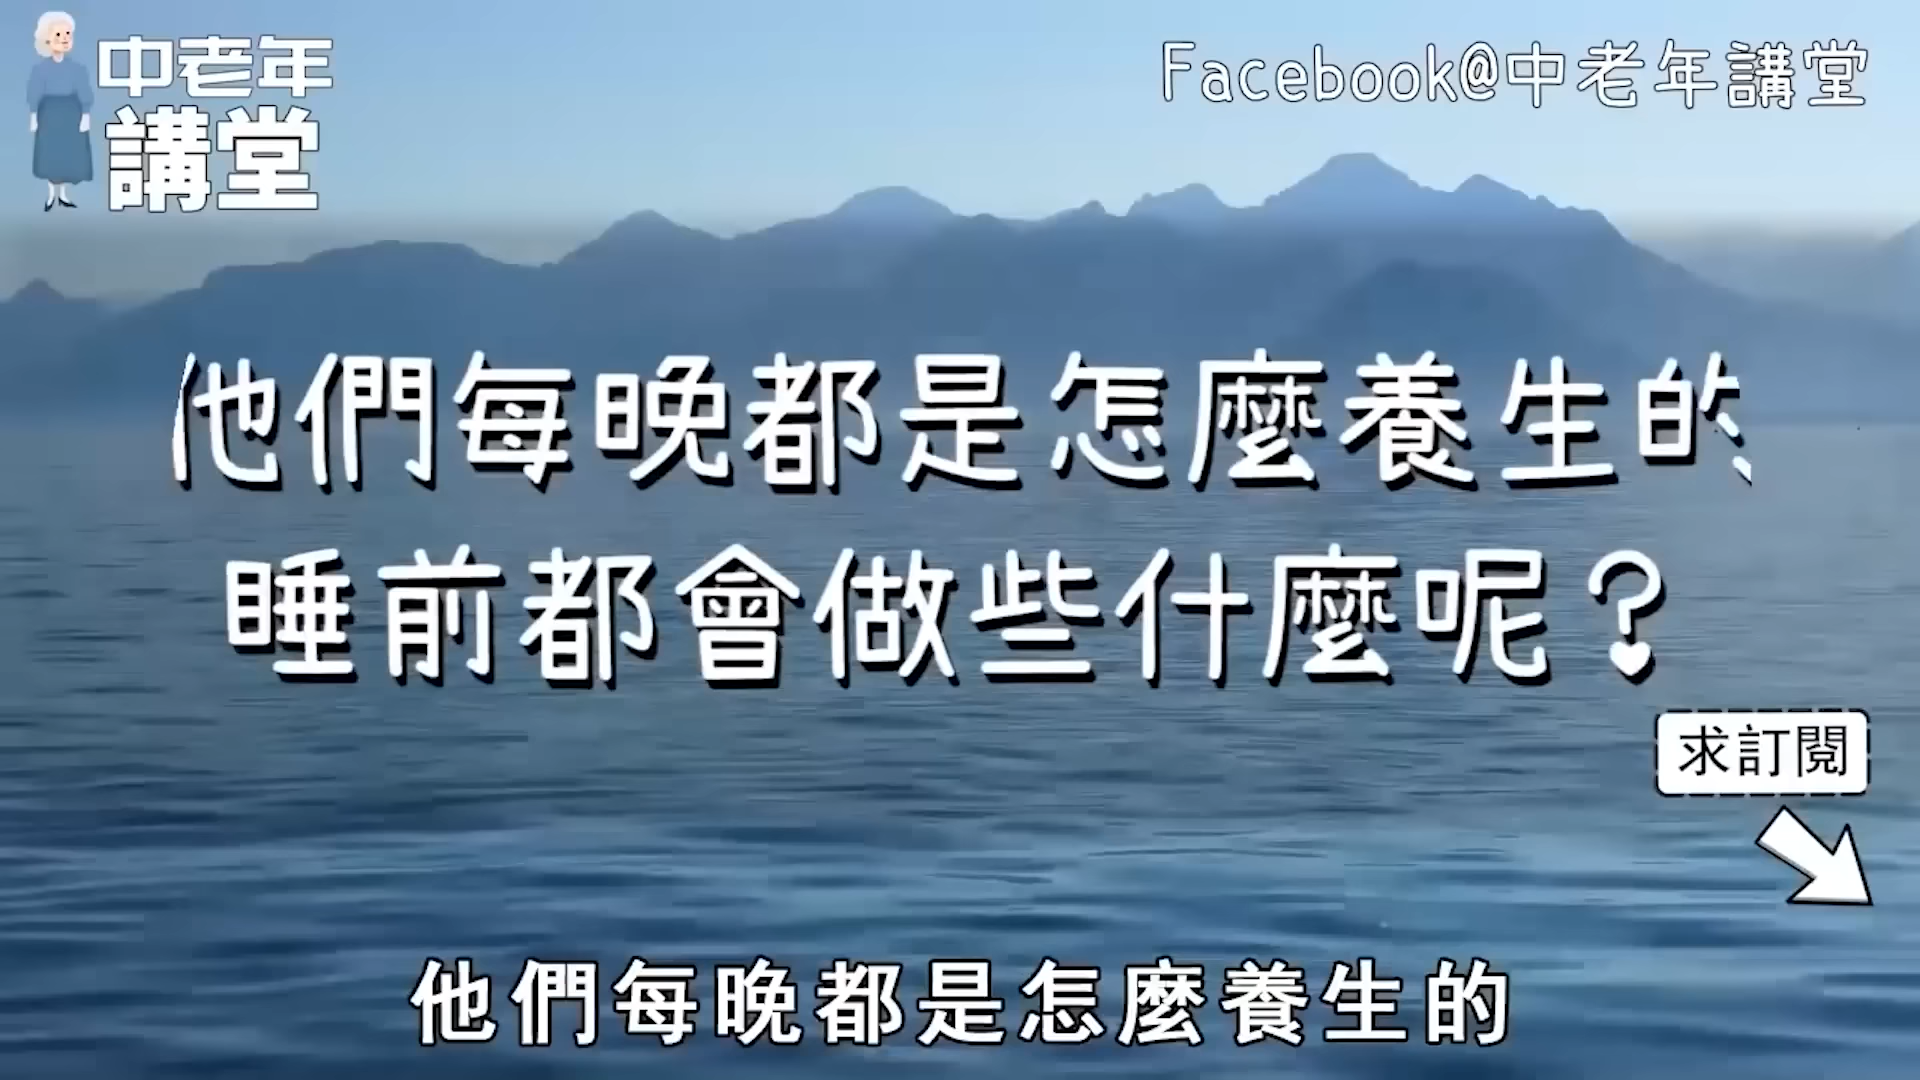 中老年
講堂
Facebook@中老年講堂
他們每晚都是怎麼養生的
睡前都會做些什麼呢？
求訂閱
他們每晚都是怎麼養生的